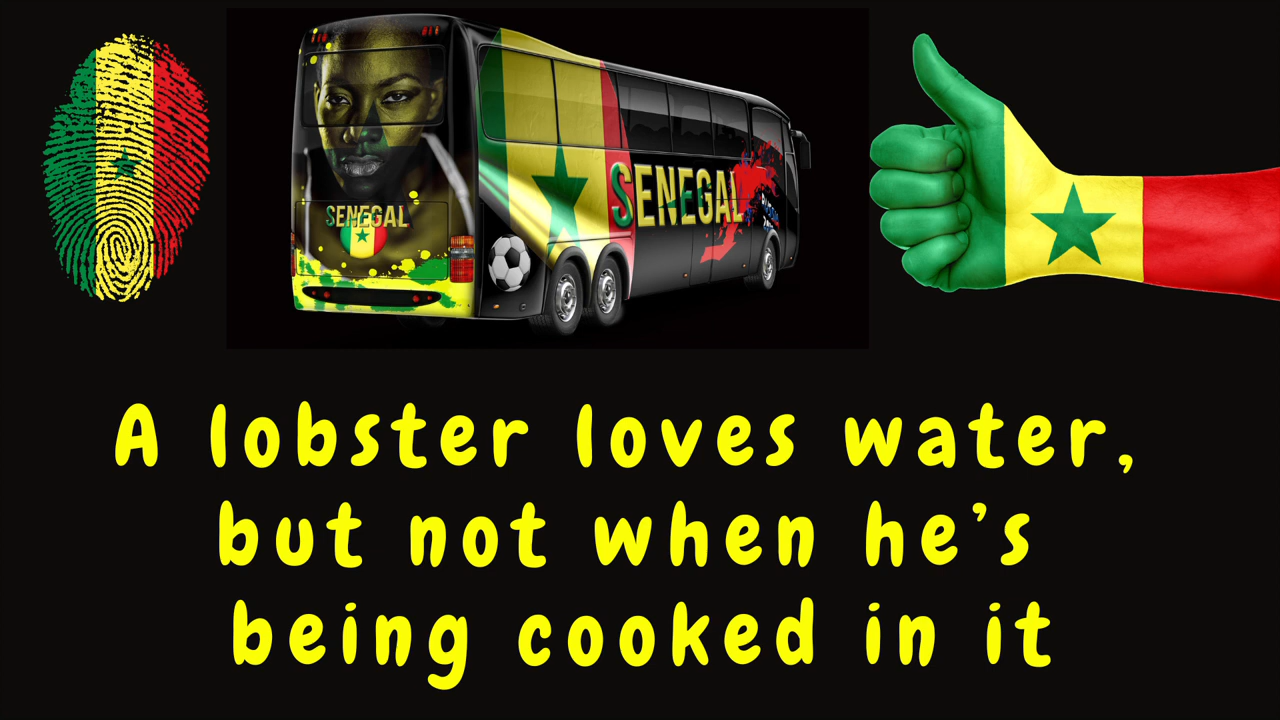 SENEGAL
SENEGAL
A lobster loves water,
but not when he’s
being cooked in it